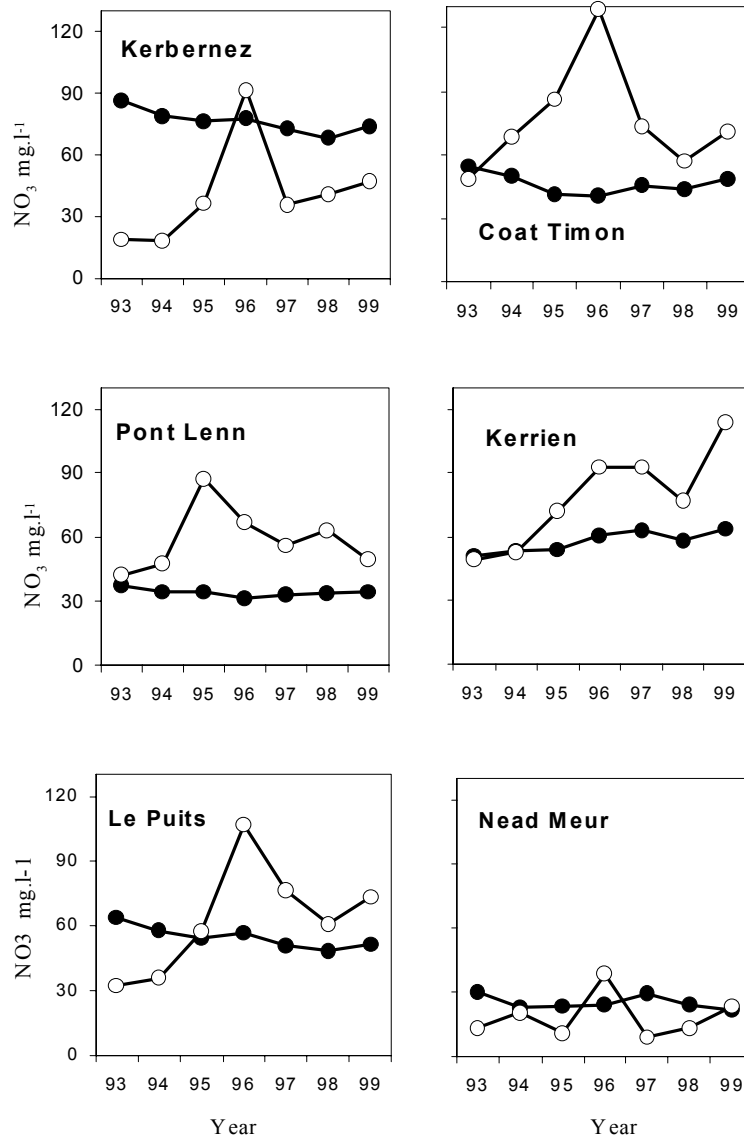 120
Kerbernez
90
60
30
0
NO3 mg.l-1
93 94 95 96 97 98 99
Coat Timon
93 94 95 96 97 98 99
120
Pont Lenn
90
60
30
0
NO3 mg.l-1
93 94 95 96 97 98 99
Kerrien
93 94 95 96 97 98 99
120
Le Puits
90
60
30
0
NO3 mg.l-1
93 94 95 96 97 98 99
Year
Nead Meur
93 94 95 96 97 98 99
Year